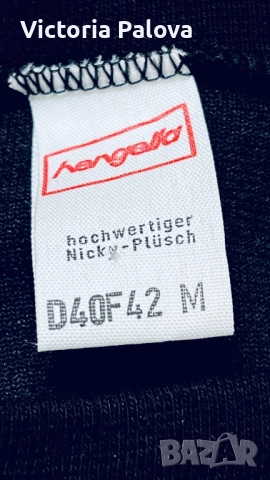 Victoria Palova
hengella
hochwertiger
Nicky-Plüsch
D40F42 M
BAZAR